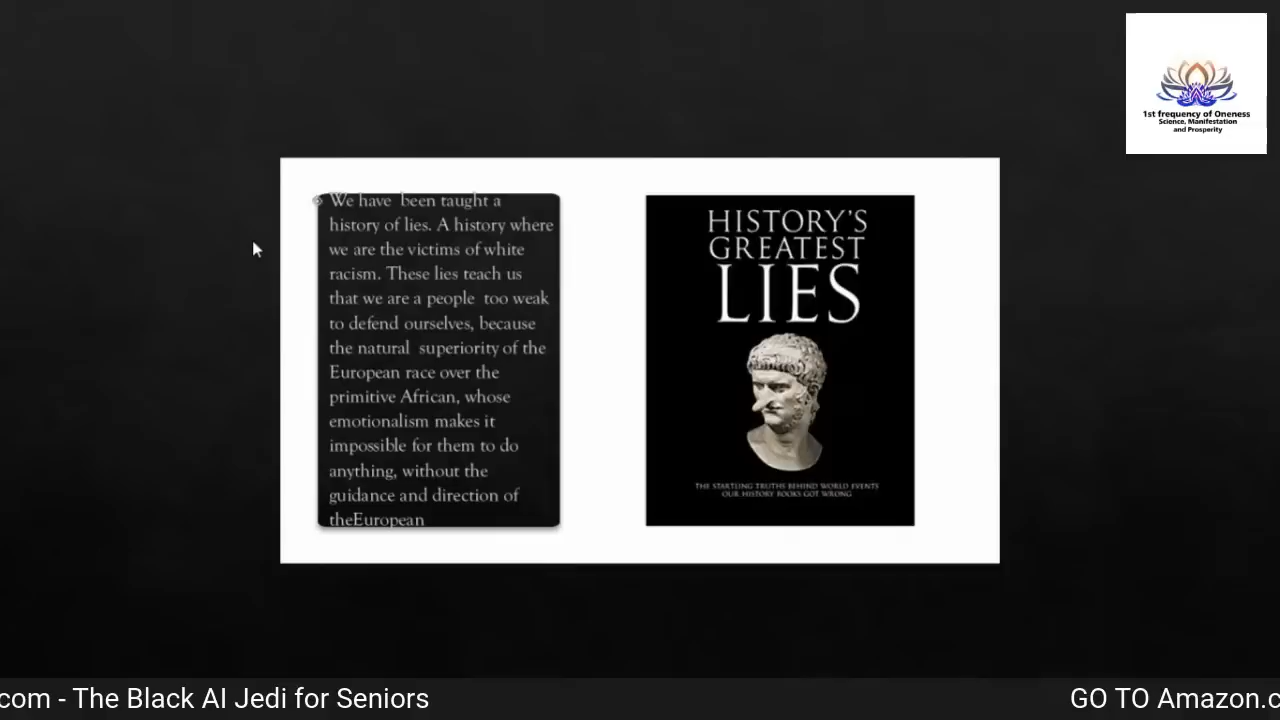 1st frequency of Oneness
Science, Manifestation
and Prosperity
We have been taught a
history of lies. A history where
we are the victims of white
racism. These lies teach us
that we are a people too weak
to defend ourselves, because
the natural superiority of the
European race over the
primitive African, whose
emotionalism makes it
impossible for them to do
anything, without the
guidance and direction of
theEuropean
HISTORY'S
GREATEST
LIES
THE STARTLING TRUTHS BEHIND WORLD EVENTS
OUR HISTORY BOOKS GOT WRONG
.com - The Black AI Jedi for Seniors
GO TO Amazon.c